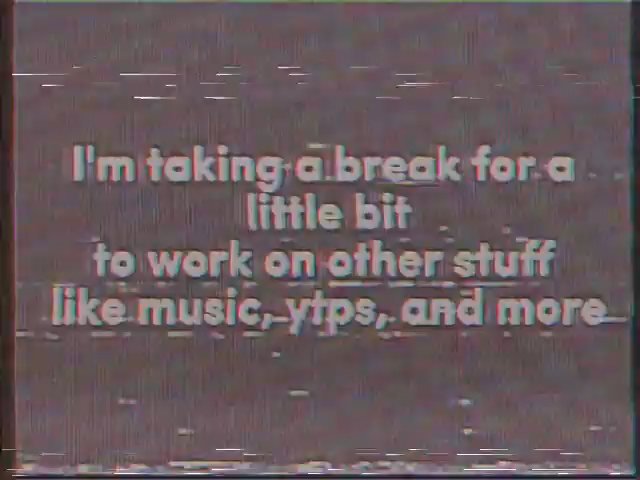 I'm taking a break for a
little bit
to work on other stuff
like music, ytps, and more